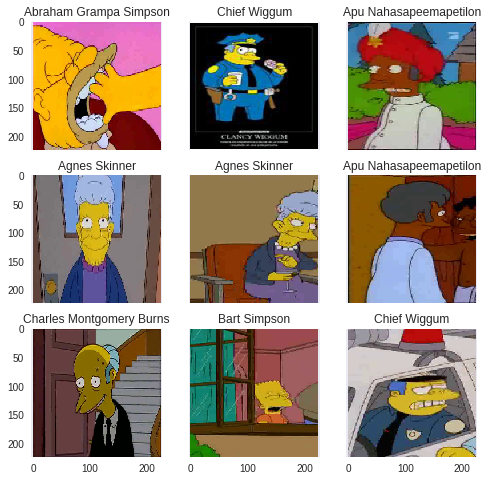 Abraham Grampa Simpson
Chief Wiggum
Apu Nahasapeemapetilon
0
50
100
150
200
CLANCY WIGGUM
Agnes Skinner
Agnes Skinner
Apu Nahasapeemapetilon
0
50
100
150
200
Charles Montgomery Burns
Bart Simpson
Chief Wiggum
0
50
100
150
200
0
100
200
0
100
200
0
100
200